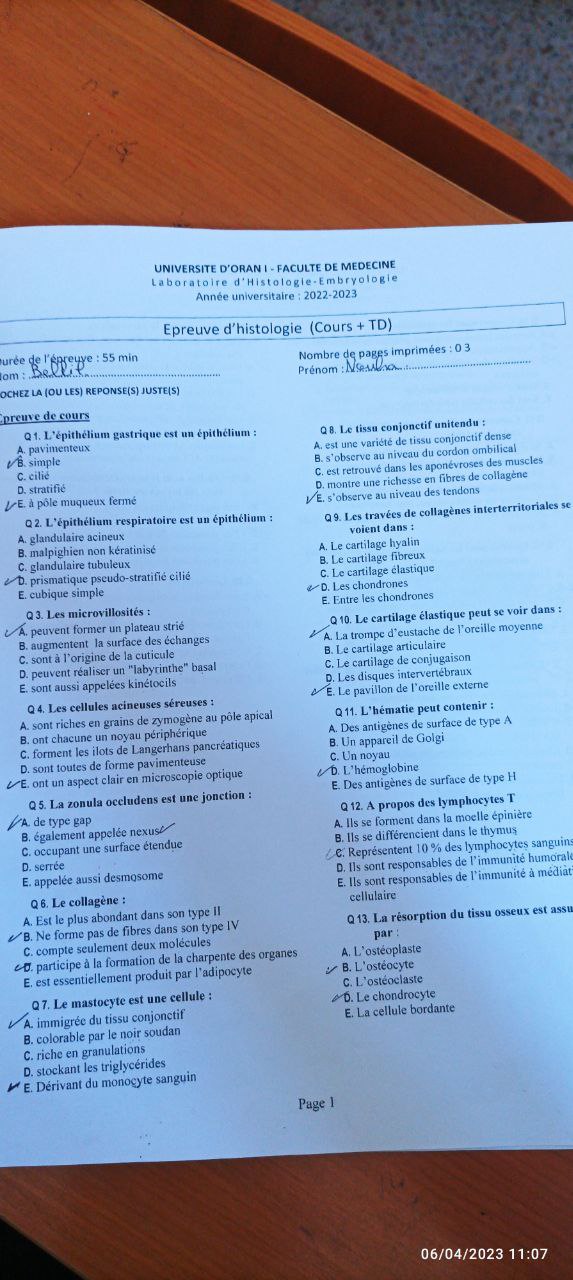 UNIVERSITE D'ORAN I - FACULTE DE MEDECINE
Laboratoire d'Histologie-Embryologie
Année universitaire : 2022-2023
Epreuve d'histologie (Cours + TD)
urée de l'épreuve : 55 min
Nombre de pages imprimées : 0 3
om : Bellil
Prénom :
OCHEZ LA (OU LES) REPONSE(S) JUSTE(S)
Epreuve de cours
Q 1. L'épithélium gastrique est un épithélium :
A. pavimenteux
B. simple
C. cilié
D. stratifié
E. à pôle muqueux fermé
Q 2. L'épithélium respiratoire est un épithélium :
A. glandulaire acineux
B. malpighien non kératinisé
C. glandulaire tubuleux
D. prismatique pseudo-stratifié cilié
E. cubique simple
Q 3. Les microvillosités :
A. peuvent former un plateau strié
B. augmentent la surface des échanges
C. sont à l'origine de la cuticule
D. peuvent réaliser un "labyrinthe" basal
E. sont aussi appelées kinétocils
Q 4. Les cellules acineuses séreuses :
A. sont riches en grains de zymogène au pôle apical
B. ont chacune un noyau périphérique
C. forment les ilots de Langerhans pancréatiques
D. sont toutes de forme pavimenteuse
E. ont un aspect clair en microscopie optique
Q 5. La zonula occludens est une jonction :
A. de type gap
B. également appelée nexus
C. occupant une surface étendue
D. serrée
E. appelée aussi desmosome
Q 6. Le collagène :
A. Est le plus abondant dans son type II
B. Ne forme pas de fibres dans son type IV
C. compte seulement deux molécules
D. participe à la formation de la charpente des organes
E. est essentiellement produit par l'adipocyte
Q 7. Le mastocyte est une cellule :
A. immigrée du tissu conjonctif
B. colorable par le noir soudan
C. riche en granulations
D. stockant les triglycérides
E. Dérivant du monocyte sanguin
Q 8. Le tissu conjonctif unitendu :
A. est une variété de tissu conjonctif dense
B. s'observe au niveau du cordon ombilical
C. est retrouvé dans les aponévroses des muscles
D. montre une richesse en fibres de collagène
E. s'observe au niveau des tendons
Q 9. Les travées de collagènes interterritoriales se
voient dans :
A. Le cartilage hyalin
B. Le cartilage fibreux
C. Le cartilage élastique
D. Les chondrones
E. Entre les chondrones
Q 10. Le cartilage élastique peut se voir dans :
A. La trompe d'eustache de l'oreille moyenne
B. Le cartilage articulaire
C. Le cartilage de conjugaison
D. Les disques intervertébraux
E. Le pavillon de l'oreille externe
Q 11. L'hématie peut contenir :
A. Des antigènes de surface de type A
B. Un appareil de Golgi
C. Un noyau
D. L'hémoglobine
E. Des antigènes de surface de type H
Q 12. A propos des lymphocytes T
A. Ils se forment dans la moelle épinière
B. Ils se différencient dans le thymus
C. Représentent 10 % des lymphocytes sanguins
D. Ils sont responsables de l'immunité humorale
E. Ils sont responsables de l'immunité à médiat
cellulaire
Q 13. La résorption du tissu osseux est assu
par :
A. L'ostéoplaste
B. L'ostéocyte
C. L'ostéoclaste
D. Le chondrocyte
E. La cellule bordante
Page 1
06/04/2023 11:07